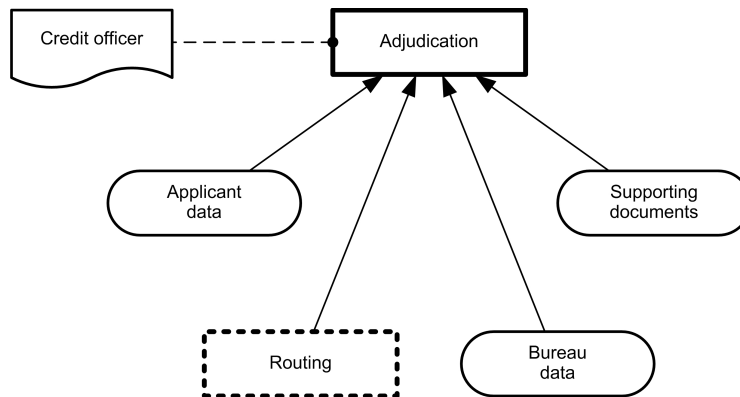 Credit officer
Adjudication
Applicant
data
Supporting
documents
Routing
Bureau
data